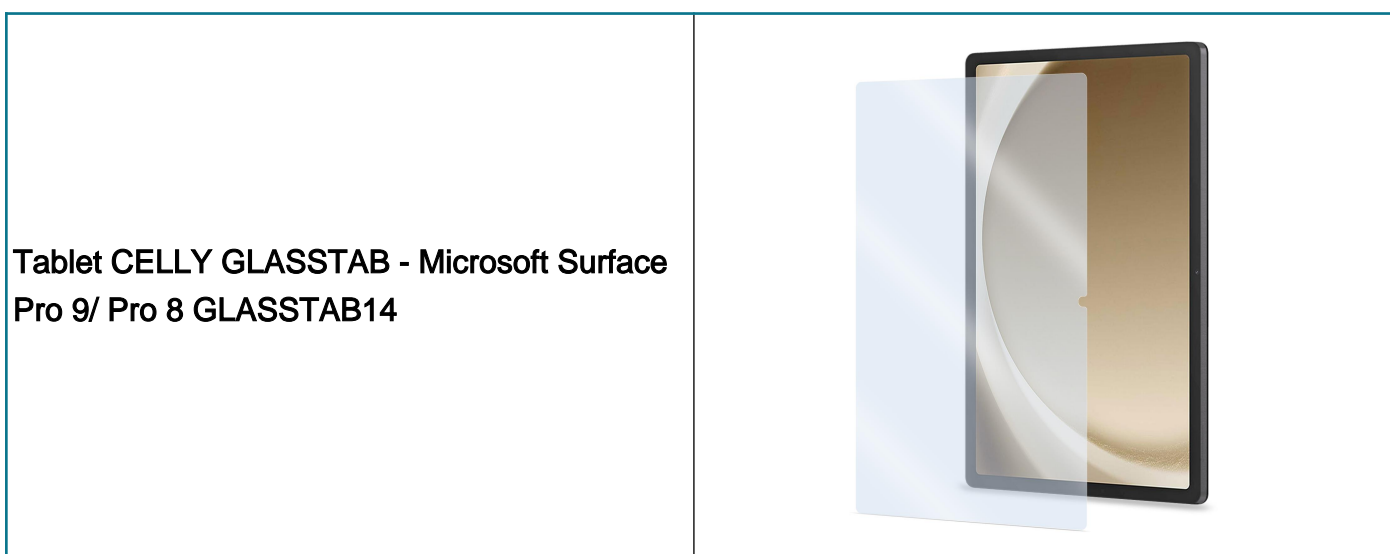 Tablet CELLY GLASSTAB - Microsoft Surface
Pro 9/ Pro 8 GLASSTAB14